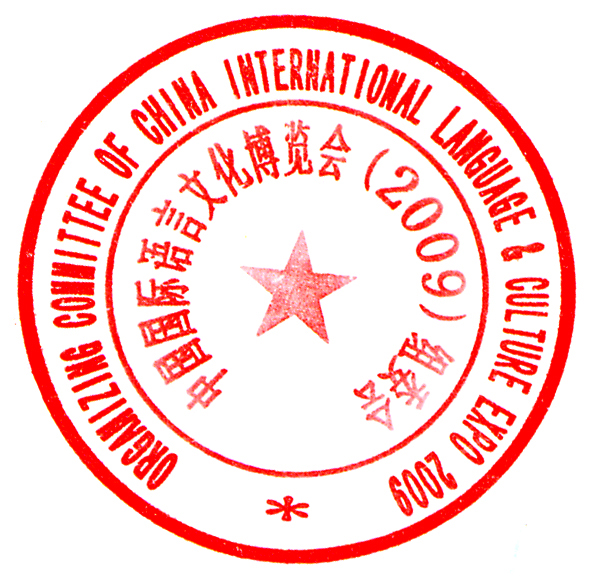 ORGANIZING COMMITTEE OF CHINA INTERNATIONAL LANGUAGE & CULTURE EXPO 2009
中国国际语言文化博览会(2009)组委会
*